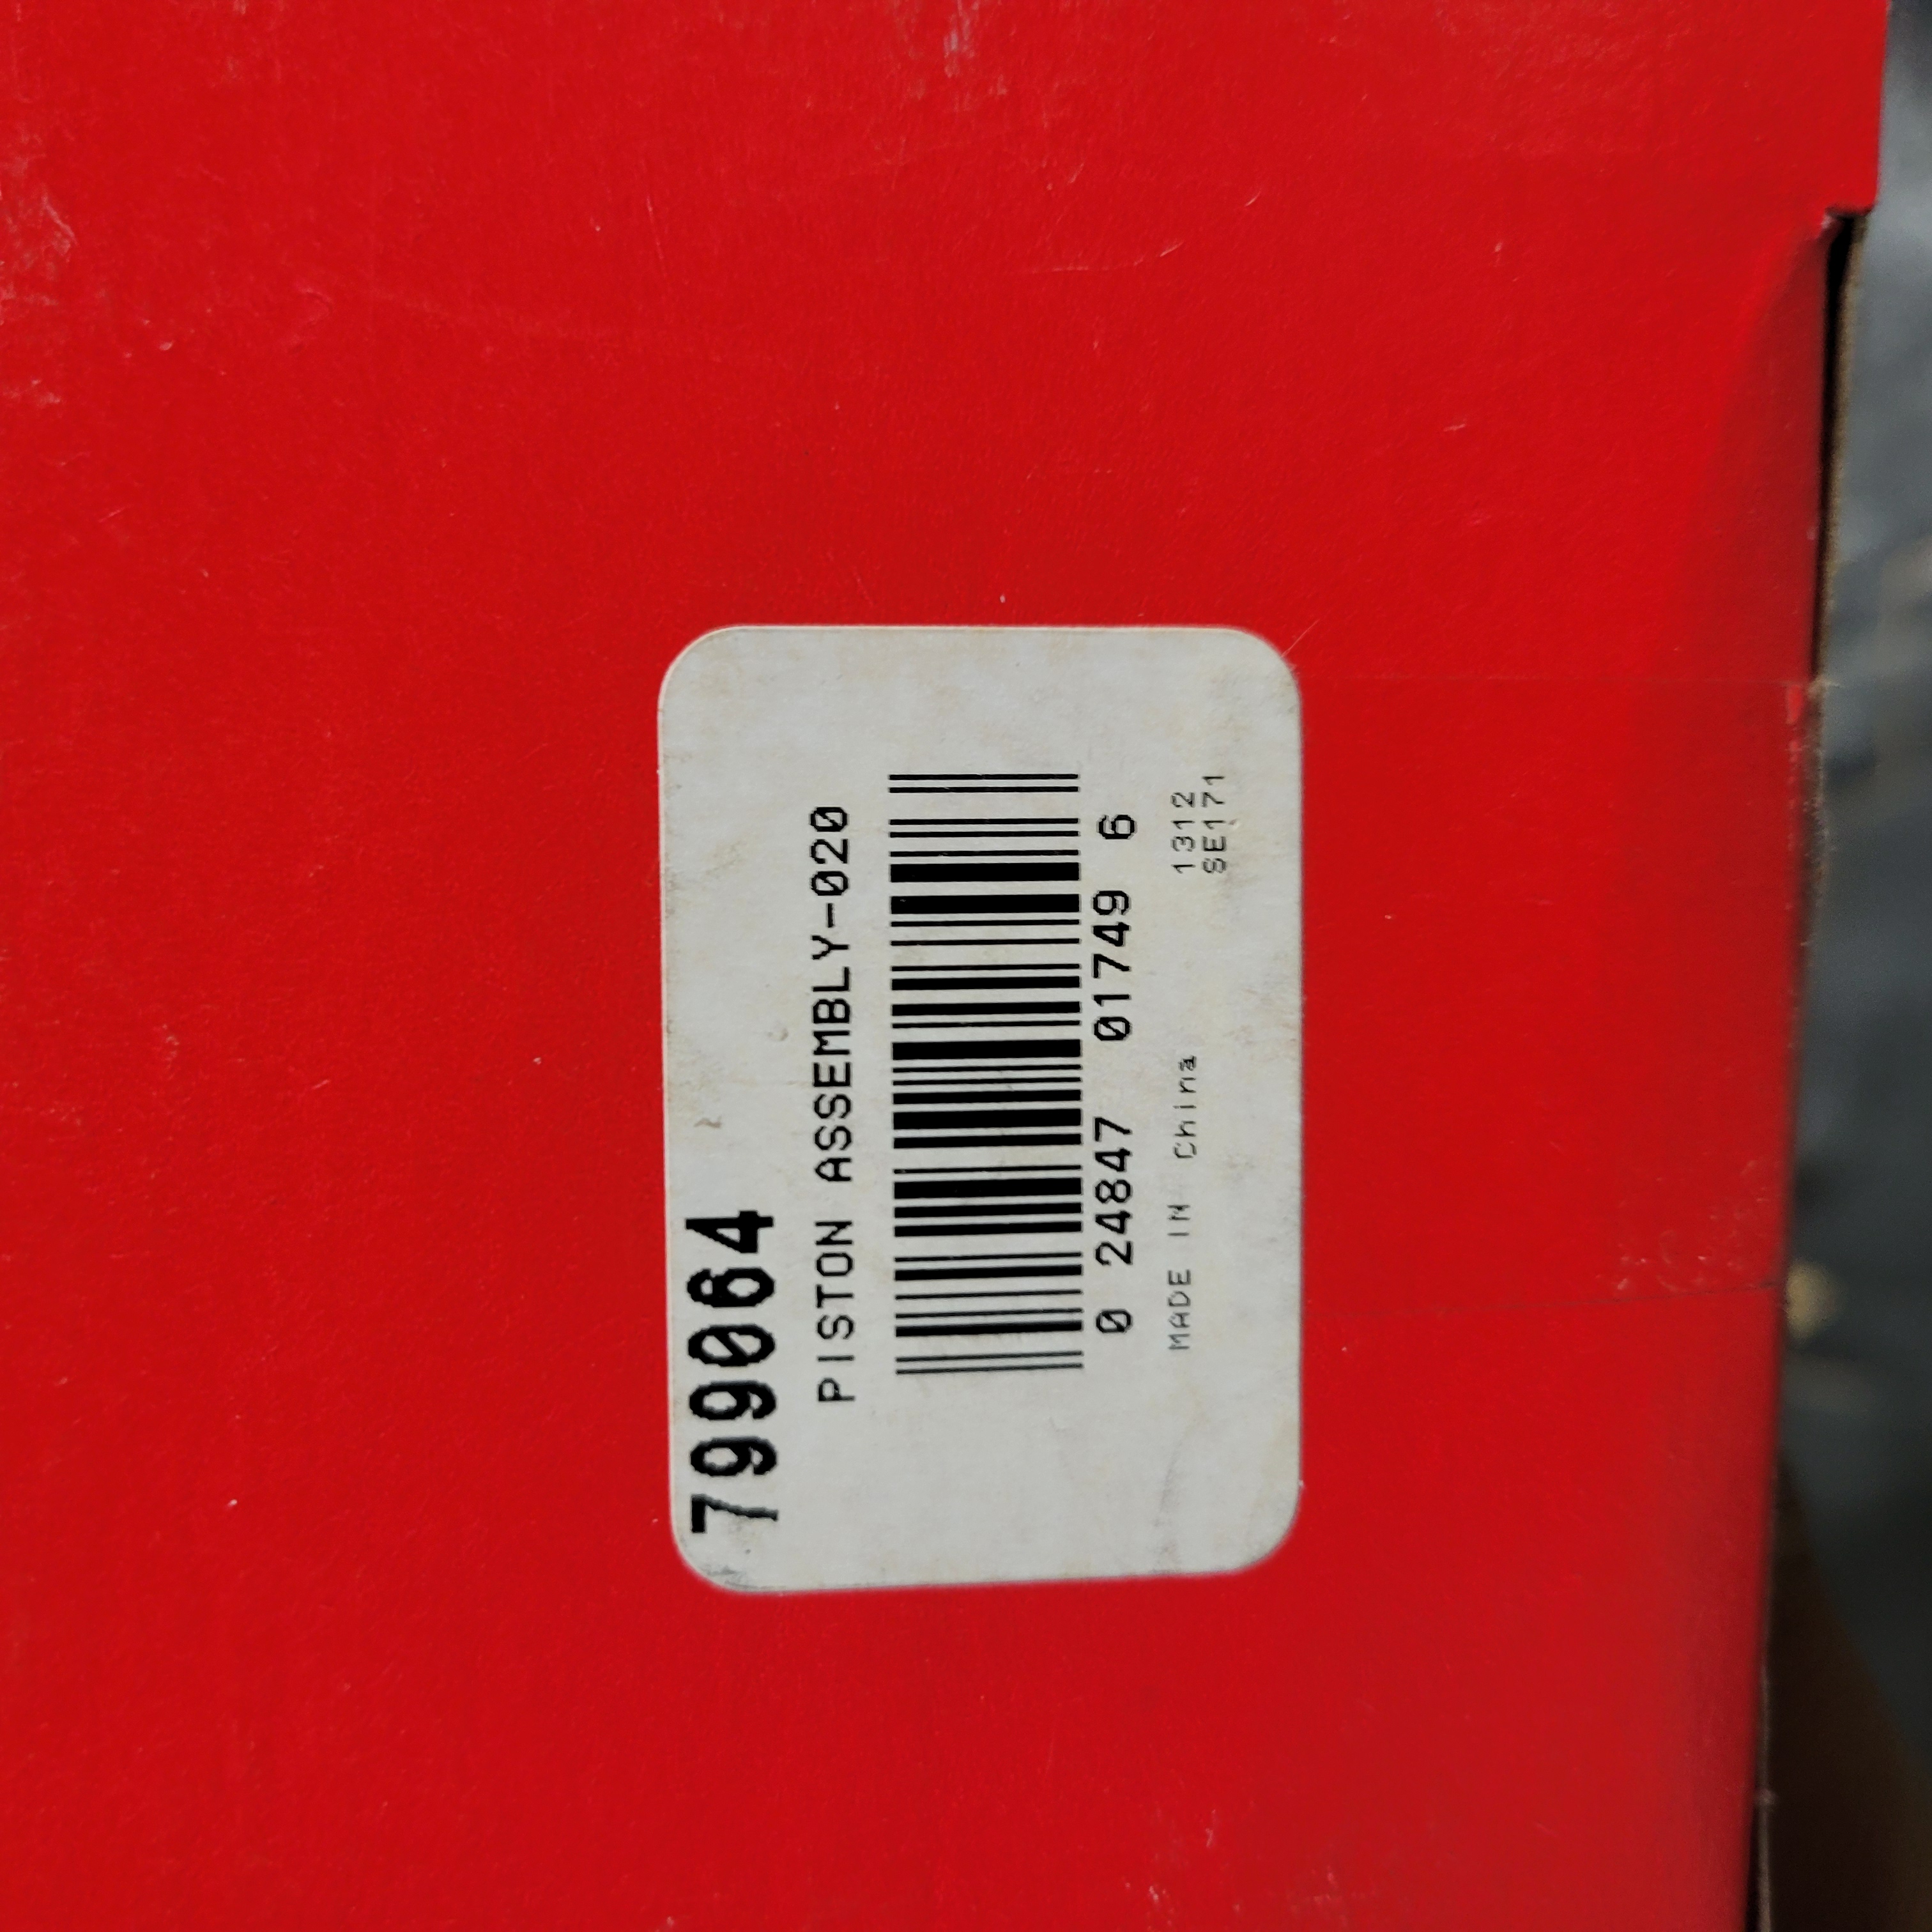 799064
PISTON ASSEMBLY-020
0 24847 01749 6
MADE IN China
1312
SE171